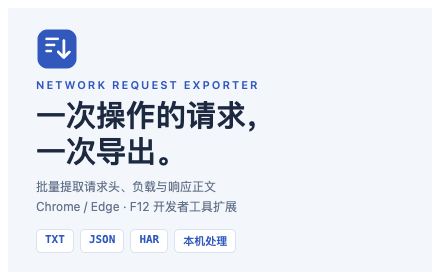 NETWORK REQUEST EXPORTER
一次操作的请求，
一次导出。
批量提取请求头、负载与响应正文
Chrome / Edge · F12 开发者工具扩展
TXT JSON HAR 本机处理